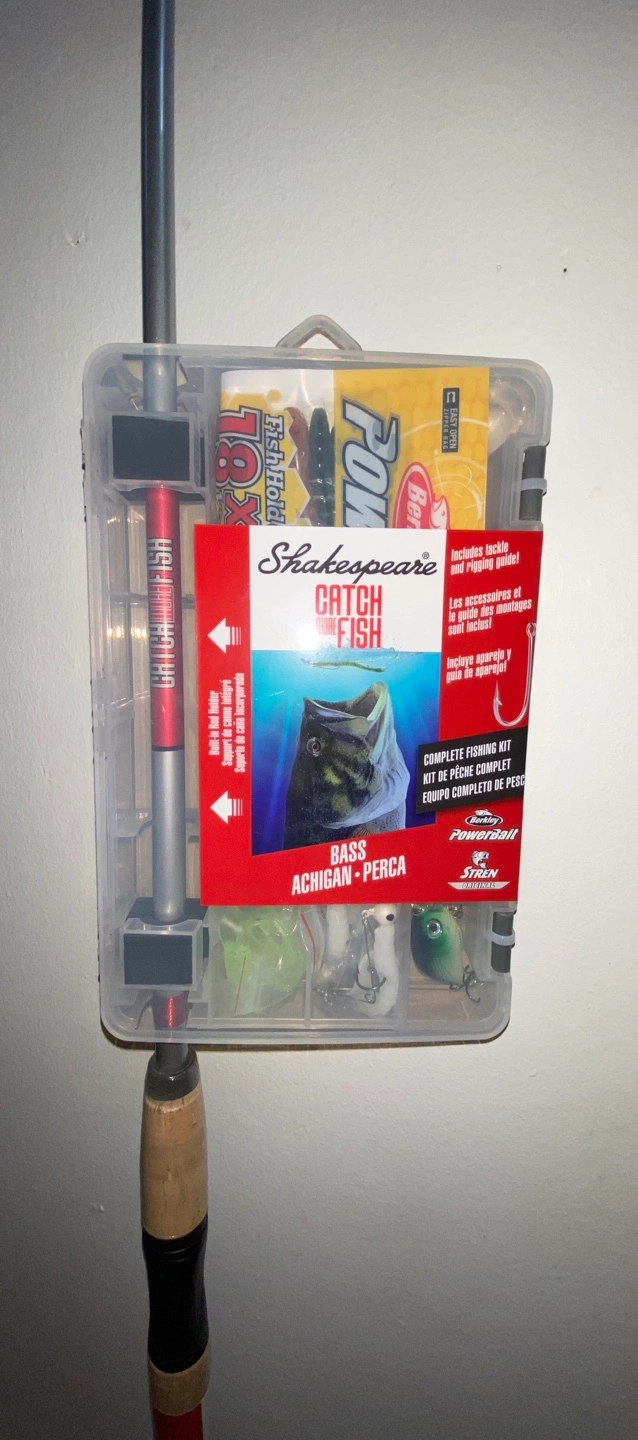 EASY OPEN
ZIPPER BAG
FishHold
18X
POW
Ber
CATCH MORE FISH
Shakespeare®
CATCH
MORE FISH
Includes tackle
and rigging guide!
Les accessoires et
le guide des montages
sont inclus!
Incluye aparejo y
guía de aparejo!
Built-in Rod Holder
Support de canne intégré
Soporte de caña incorporado
COMPLETE FISHING KIT
KIT DE PÊCHE COMPLET
EQUIPO COMPLETO DE PESC
Berkley
PowerBait
STREN
ORIGINAL
BASS
ACHIGAN • PERCA